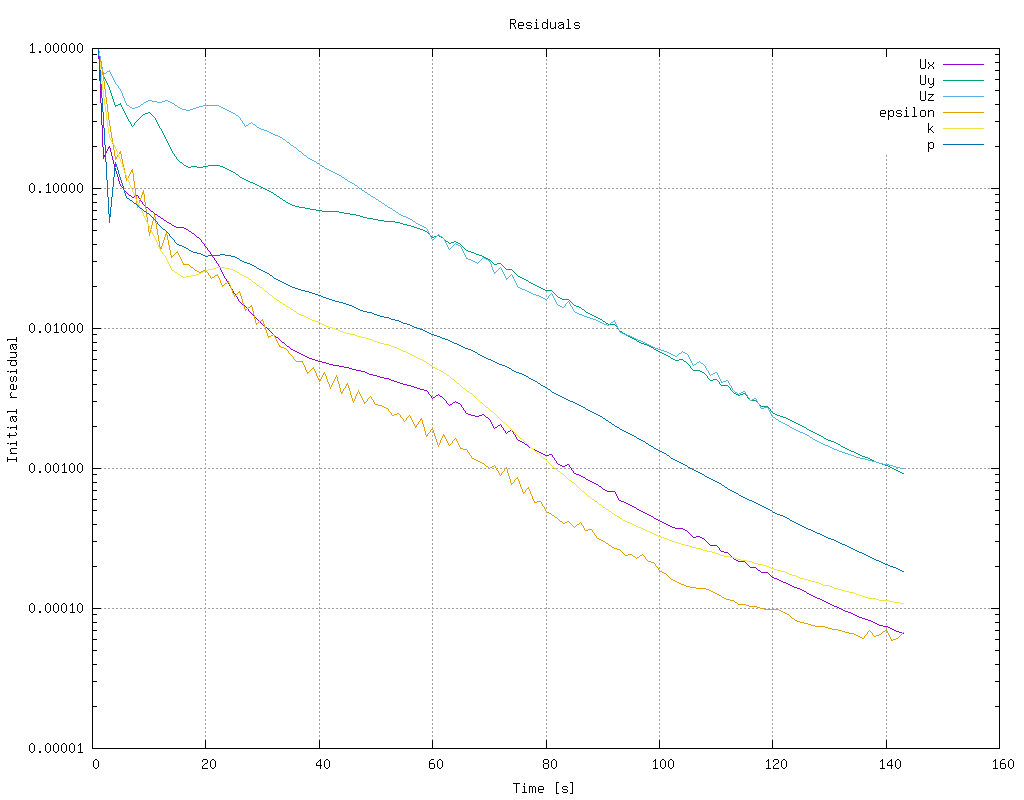 Residuals
1.00000
0.10000
0.01000
0.00100
0.00010
0.00001
Initial residual
Ux
Uy
Uz
epsilon
k
p
0 20 40 60 80 100 120 140 160
Time [s]